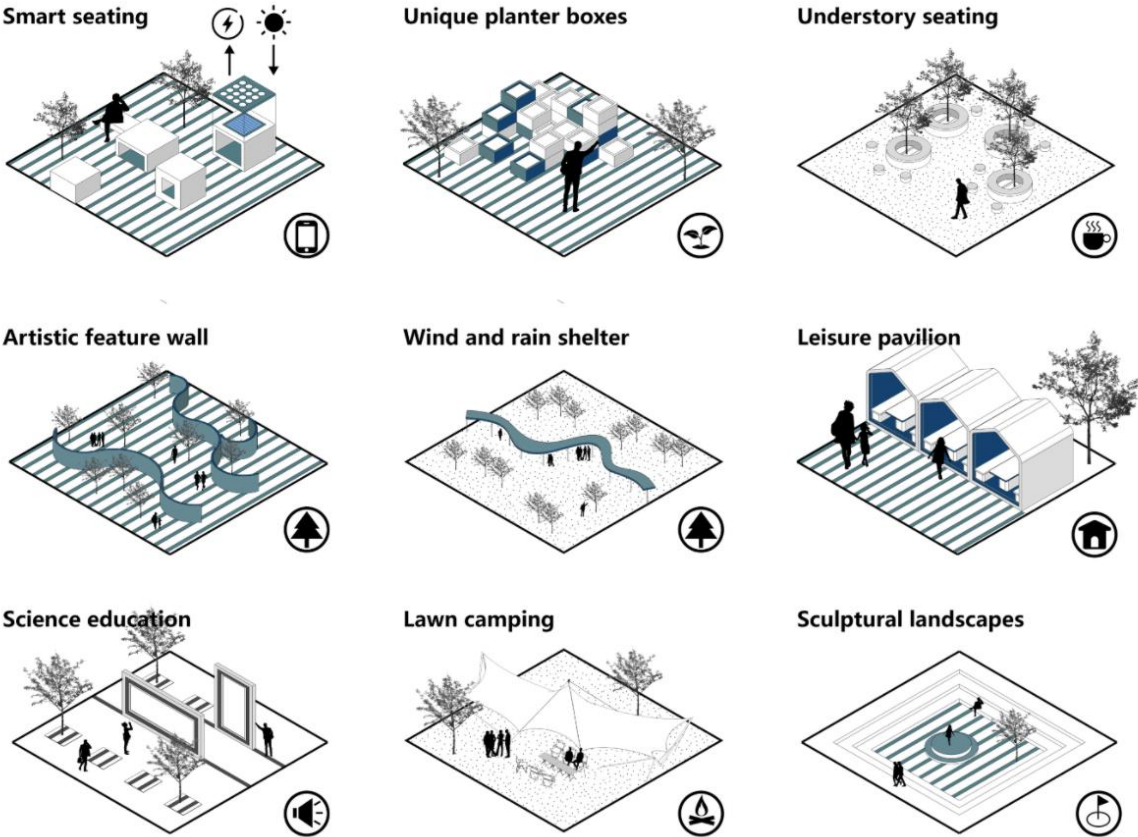 Smart seating
Unique planter boxes
Understory seating
Artistic feature wall
Wind and rain shelter
Leisure pavilion
Science education
Lawn camping
Sculptural landscapes